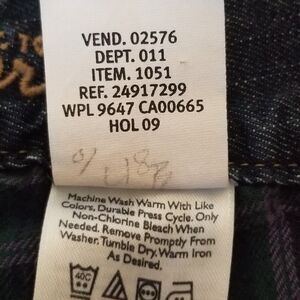 VEND. 02576
DEPT. 011
ITEM. 1051
REF. 24917299
WPL 9647 CA00665
HOL 09
Machine Wash Warm With Like
Colors, Durable Press Cycle. Only
Non-Chlorine Bleach When
Needed. Remove Promptly From
Washer. Tumble Dry. Warm Iron
As Desired.
40C